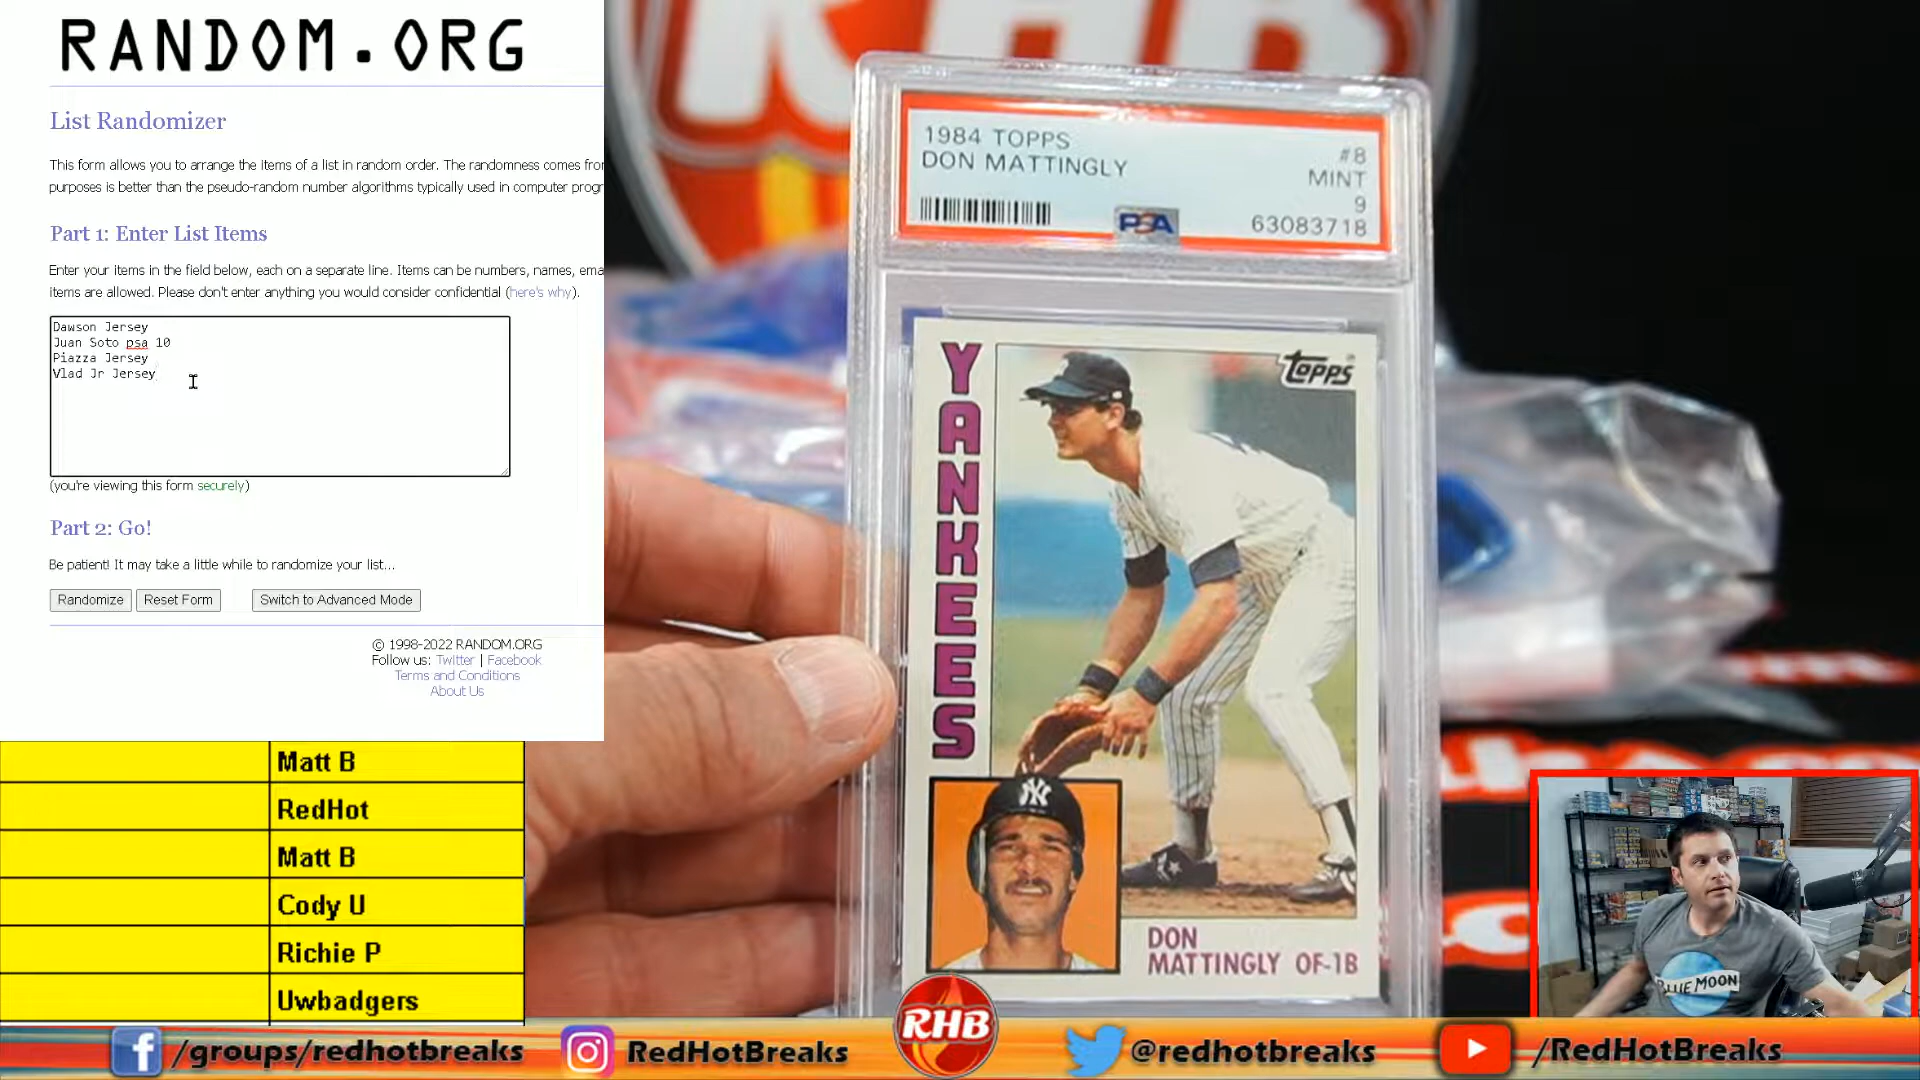 RANDOM.ORG
List Randomizer
This form allows you to arrange the items of a list in random order. The randomness comes
purposes is better than the pseudo-random number algorithms typically used in computer
Part 1: Enter List Items
Enter your items in the field below, each on a separate line. Items can be numbers, names,
items are allowed. Please don't enter anything you would consider confidential (here's why).
Dawson Jersey
Juan Soto psa 10
Piazza Jersey
Vlad Jr Jersey
(you're viewing this form securely)
Part 2: Go!
Be patient! It may take a little while to randomize your list...
Randomize Reset Form Switch to Advanced Mode
© 1998-2022 RANDOM.ORG
Follow us: Twitter | Facebook
Terms and Conditions
About Us
Matt B
RedHot
Matt B
Cody U
Richie P
Uwbadgers
RHB
1984 TOPPS
DON MATTINGLY
#8
MINT
9
PSA
63083718
YANKEES
topps
NY
DON
MATTINGLY OF-1B
BLUE MOON
/groups/redhotbreaks
RedHotBreaks
RHB
@redhotbreaks
/RedHotBreaks